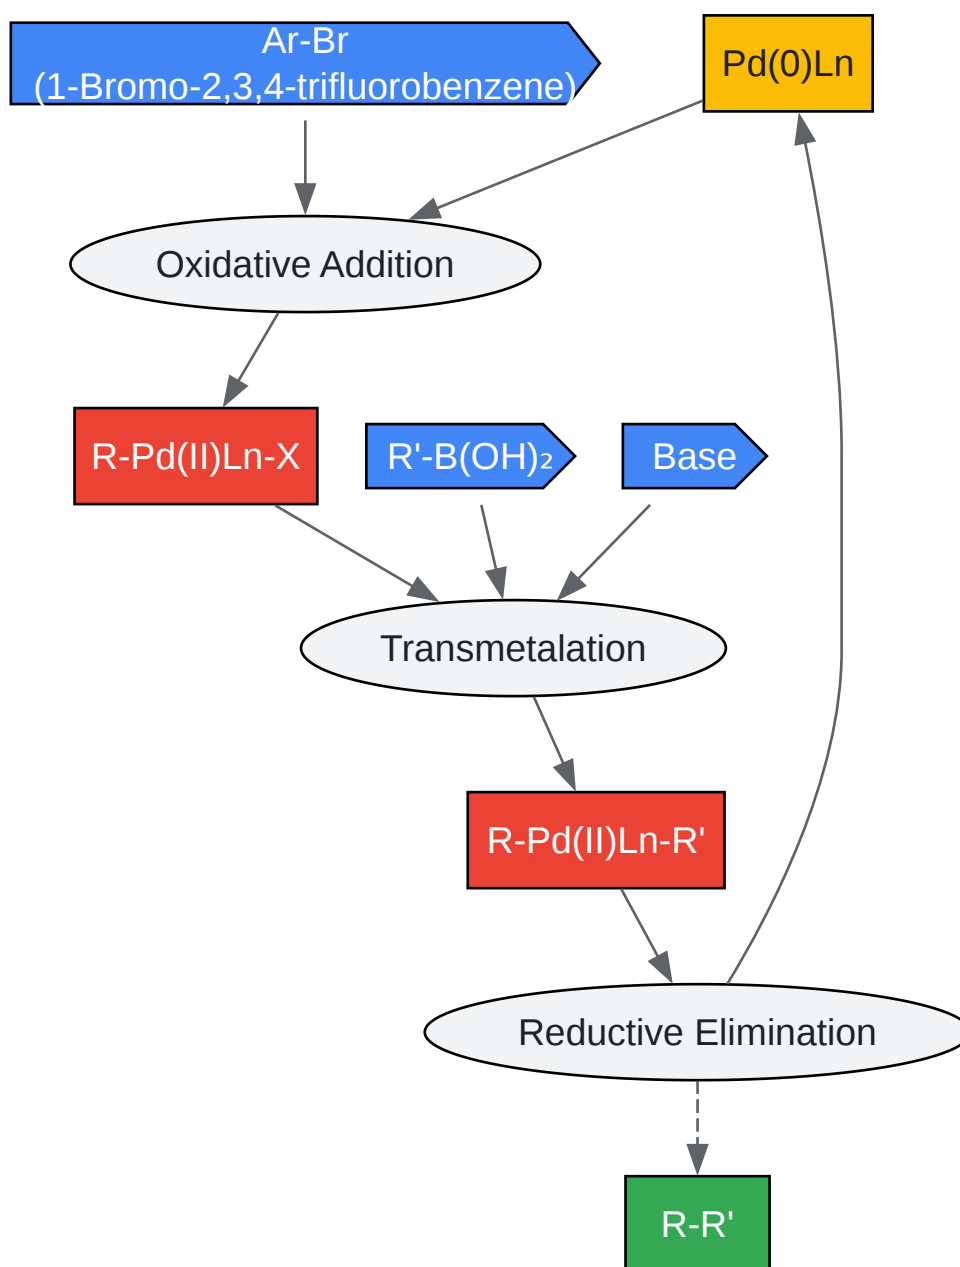 Ar-Br
(1-Bromo-2,3,4-trifluorobenzene)
Pd(0)Ln
Oxidative Addition
R-Pd(II)Ln-X
R'-B(OH)₂
Base
Transmetalation
R-Pd(II)Ln-R'
Reductive Elimination
R-R'